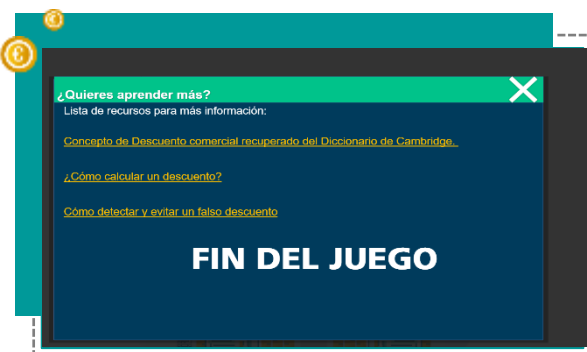 ¿Quieres aprender más?
Lista de recursos para más información:
Concepto de Descuento comercial recuperado del Diccionario de Cambridge.
¿Cómo calcular un descuento?
Cómo detectar y evitar un falso descuento
FIN DEL JUEGO